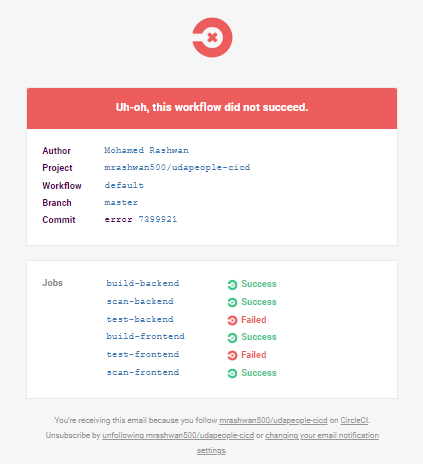 Uh-oh, this workflow did not succeed.
Author Mohamed Rashwan
Project mrashwan500/udapeople-cicd
Workflow default
Branch master
Commit error 7399921
Jobs build-backend Success
scan-backend Success
test-backend Failed
build-frontend Success
test-frontend Failed
scan-frontend Success
You're receiving this email because you follow mrashwan500/udapeople-cicd on CircleCI.
Unsubscribe by unfollowing mrashwan500/udapeople-cicd or changing your email notification
settings.